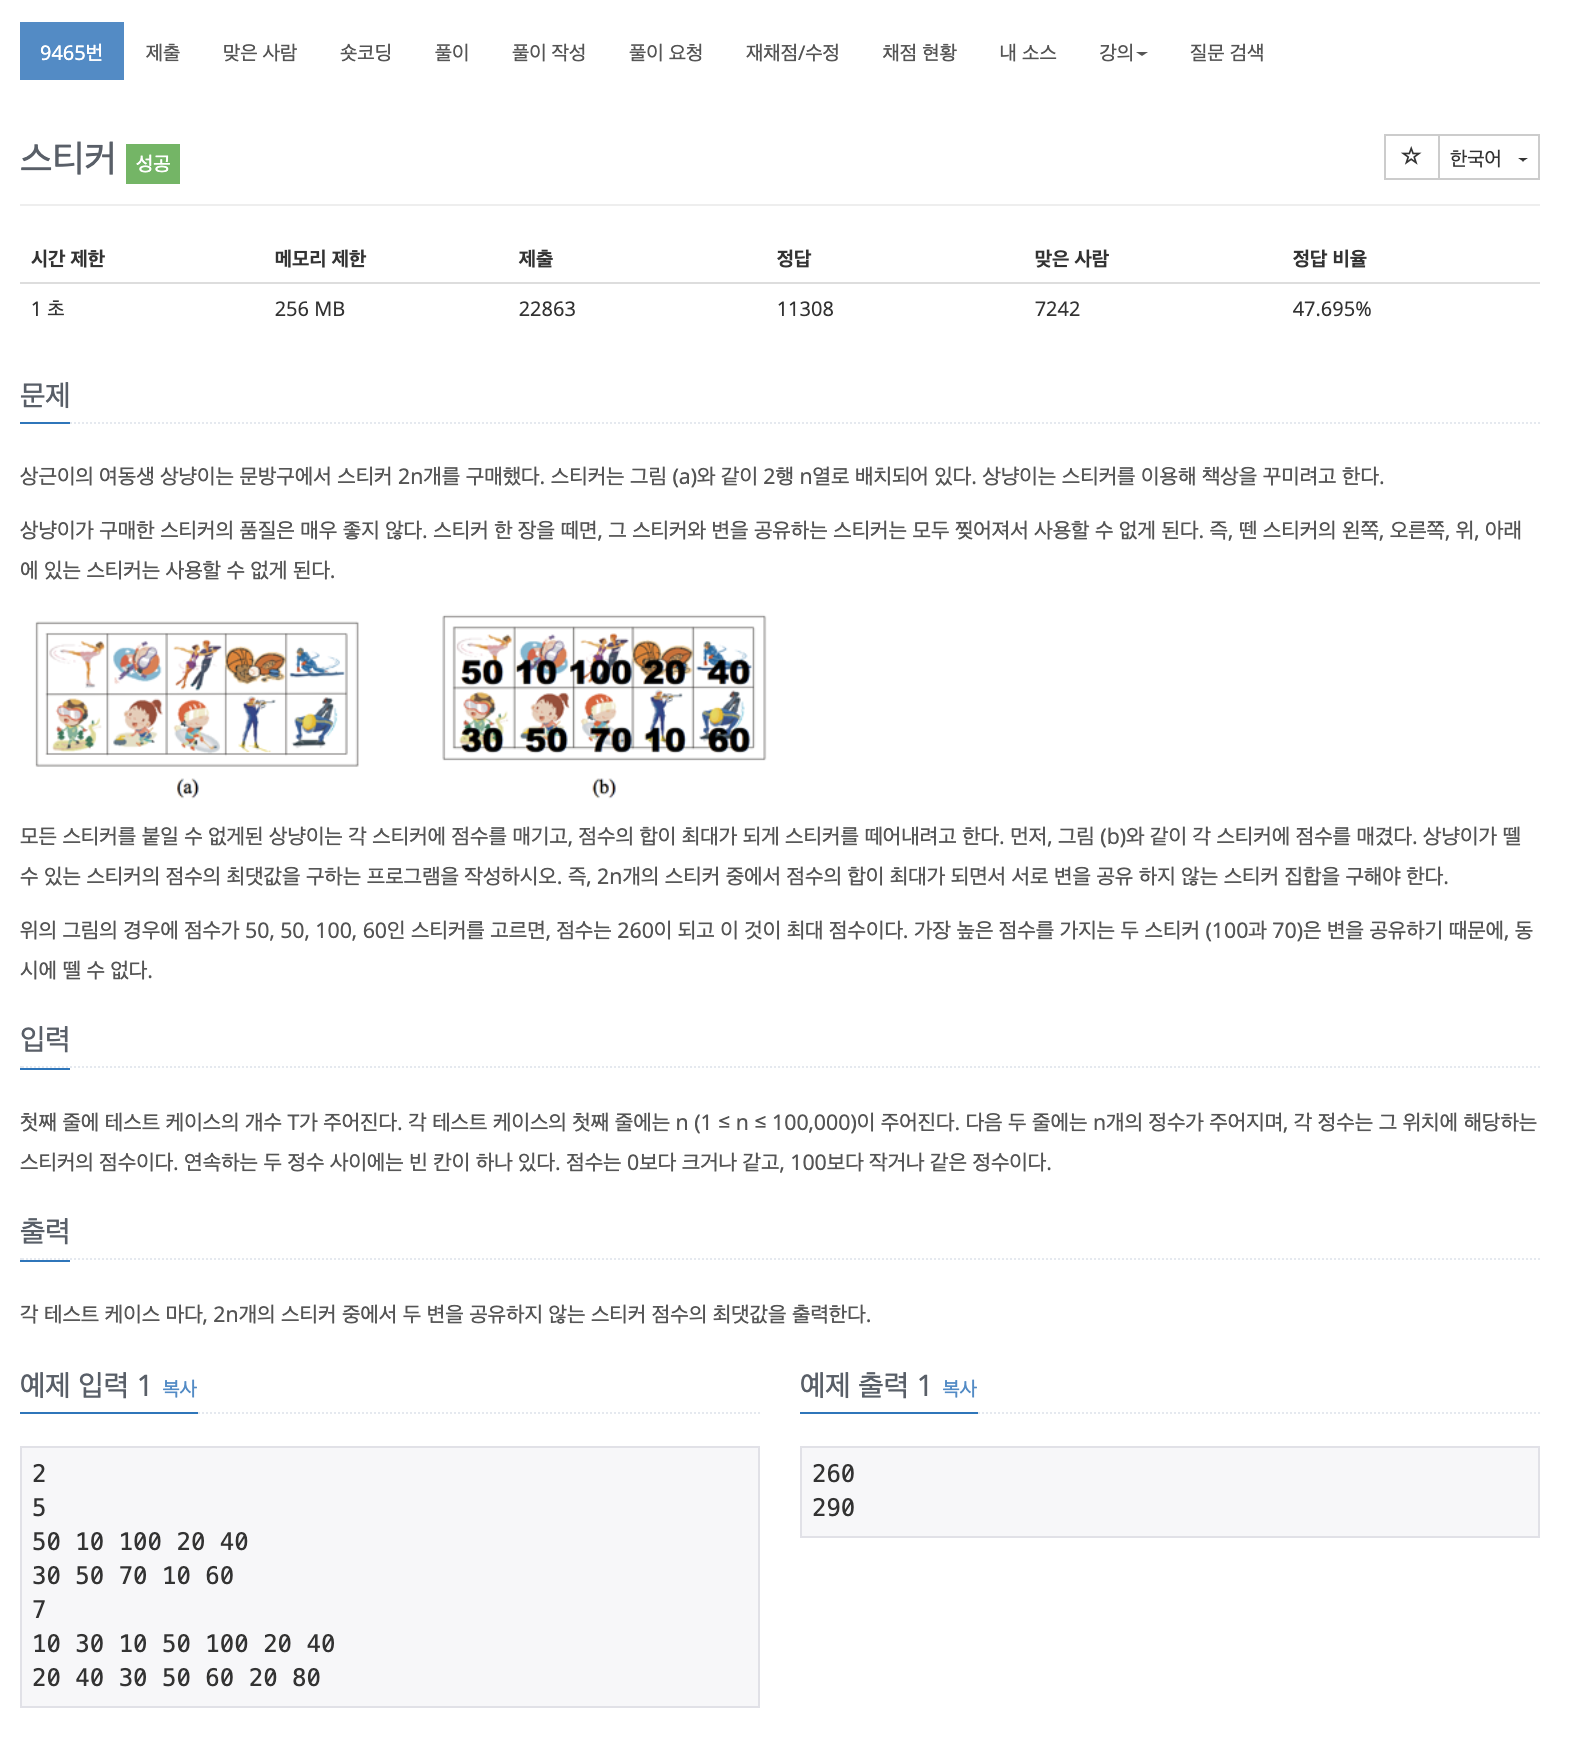 9465번 제출 맞은 사람 숏코딩 풀이 풀이 작성 풀이 요청 재채점/수정 채점 현황 내 소스 강의 질문 검색
스티커 성공
한국어
시간 제한 메모리 제한 제출 정답 맞은 사람 정답 비율
1 초 256 MB 22863 11308 7242 47.695%
문제
상근이의 여동생 상냥이는 문방구에서 스티커 2n개를 구매했다. 스티커는 그림 (a)와 같이 2행 n열로 배치되어 있다. 상냥이는 스티커를 이용해 책상을 꾸미려고 한다.
상냥이가 구매한 스티커의 품질은 매우 좋지 않다. 스티커 한 장을 떼면, 그 스티커와 변을 공유하는 스티커는 모두 찢어져서 사용할 수 없게 된다. 즉, 뗀 스티커의 왼쪽, 오른쪽, 위, 아래
에 있는 스티커는 사용할 수 없게 된다.
50 10 100 20 40
30 50 70 10 60
(a) (b)
모든 스티커를 붙일 수 없게된 상냥이는 각 스티커에 점수를 매기고, 점수의 합이 최대가 되게 스티커를 떼어내려고 한다. 먼저, 그림 (b)와 같이 각 스티커에 점수를 매겼다. 상냥이가 뗄
수 있는 스티커의 점수의 최댓값을 구하는 프로그램을 작성하시오. 즉, 2n개의 스티커 중에서 점수의 합이 최대가 되면서 서로 변을 공유 하지 않는 스티커 집합을 구해야 한다.
위의 그림의 경우에 점수가 50, 50, 100, 60인 스티커를 고르면, 점수는 260이 되고 이 것이 최대 점수이다. 가장 높은 점수를 가지는 두 스티커 (100과 70)은 변을 공유하기 때문에, 동
시에 뗄 수 없다.
입력
첫째 줄에 테스트 케이스의 개수 T가 주어진다. 각 테스트 케이스의 첫째 줄에는 n (1 ≤ n ≤ 100,000)이 주어진다. 다음 두 줄에는 n개의 정수가 주어지며, 각 정수는 그 위치에 해당하는
스티커의 점수이다. 연속하는 두 정수 사이에는 빈 칸이 하나 있다. 점수는 0보다 크거나 같고, 100보다 작거나 같은 정수이다.
출력
각 테스트 케이스 마다, 2n개의 스티커 중에서 두 변을 공유하지 않는 스티커 점수의 최댓값을 출력한다.
예제 입력 1 복사
2
5
50 10 100 20 40
30 50 70 10 60
7
10 30 10 50 100 20 40
20 40 30 50 60 20 80
예제 출력 1 복사
260
290